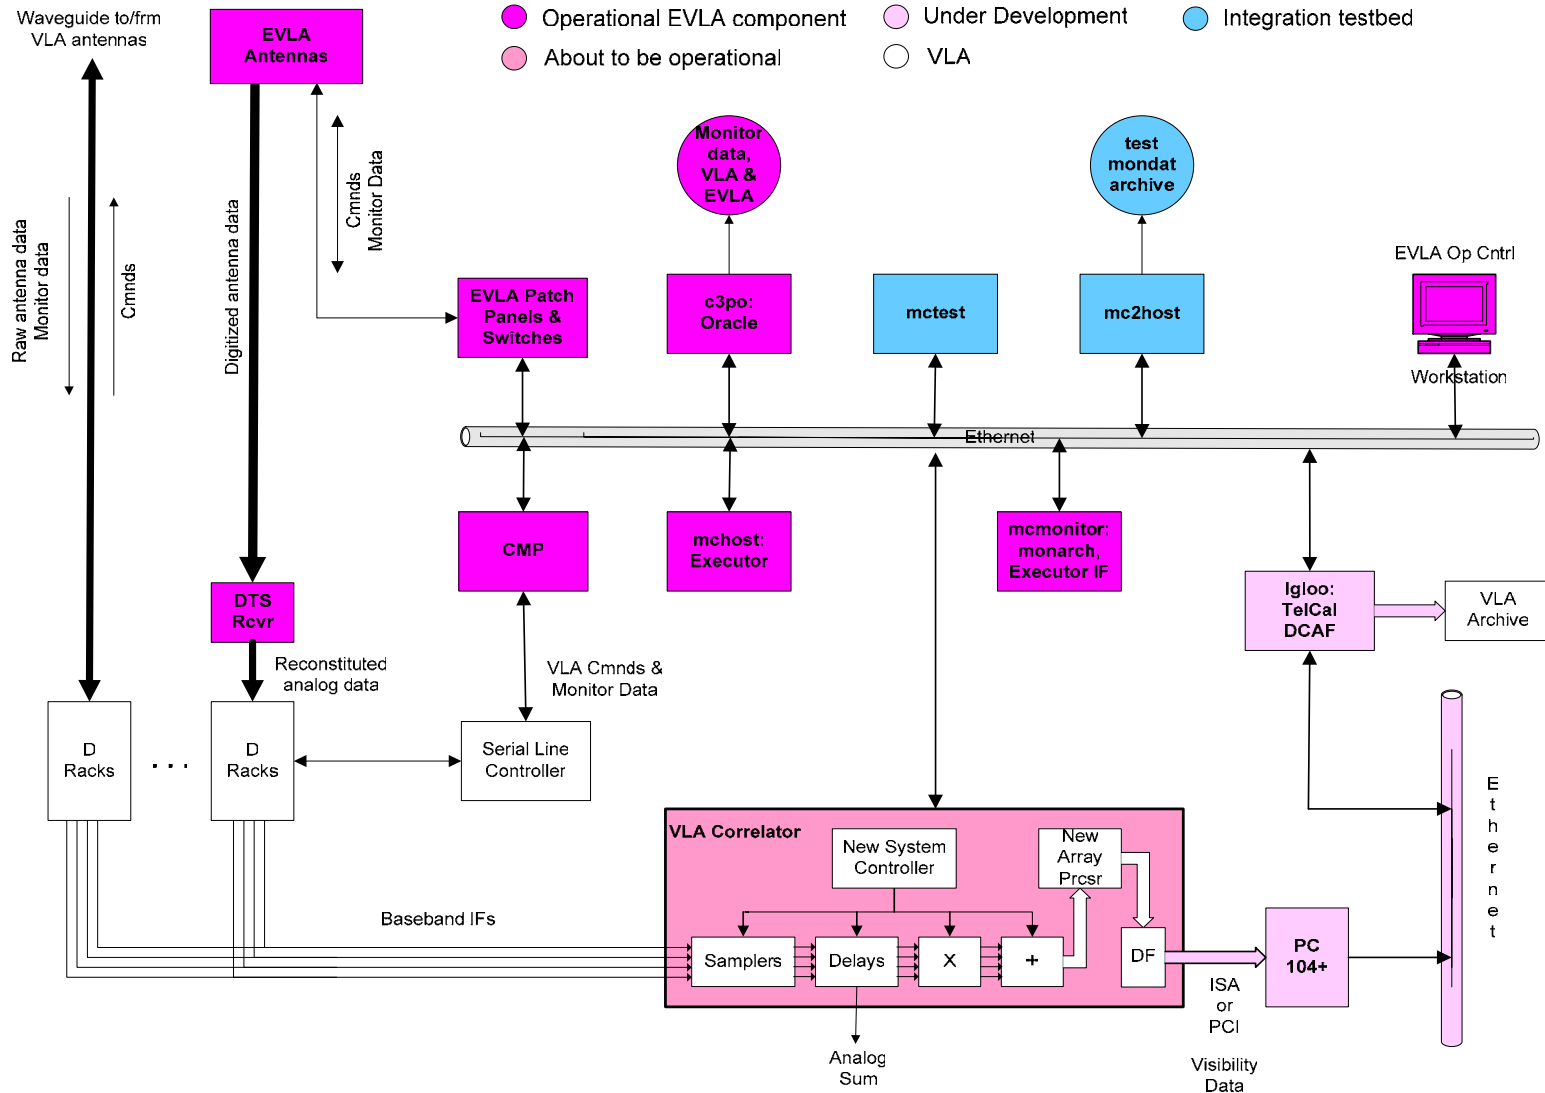 Waveguide to/frm
VLA antennas
EVLA
Antennas
Operational EVLA component
Under Development
Integration testbed
About to be operational
VLA
Raw antenna data
Monitor data
Cmnds
Digitized antenna data
Cmnds
Monitor Data
Monitor
data,
VLA &
EVLA
test
mondat
archive
EVLA Op Cntrl
EVLA Patch
Panels &
Switches
c3po:
Oracle
mctest
mc2host
Workstation
Ethernet
CMP
mchost:
Executor
mcmonitor:
monarch,
Executor IF
Igloo:
TelCal
DCAF
VLA
Archive
DTS
Rcvr
Reconstituted
analog data
VLA Cmnds &
Monitor Data
D
Racks
. . .
D
Racks
Serial Line
Controller
Ethernet
VLA Correlator
New System
Controller
New
Array
Prcsr
Baseband IFs
Samplers
Delays
X
+
DF
PC
104+
ISA
or
PCI
Analog
Sum
Visibility
Data